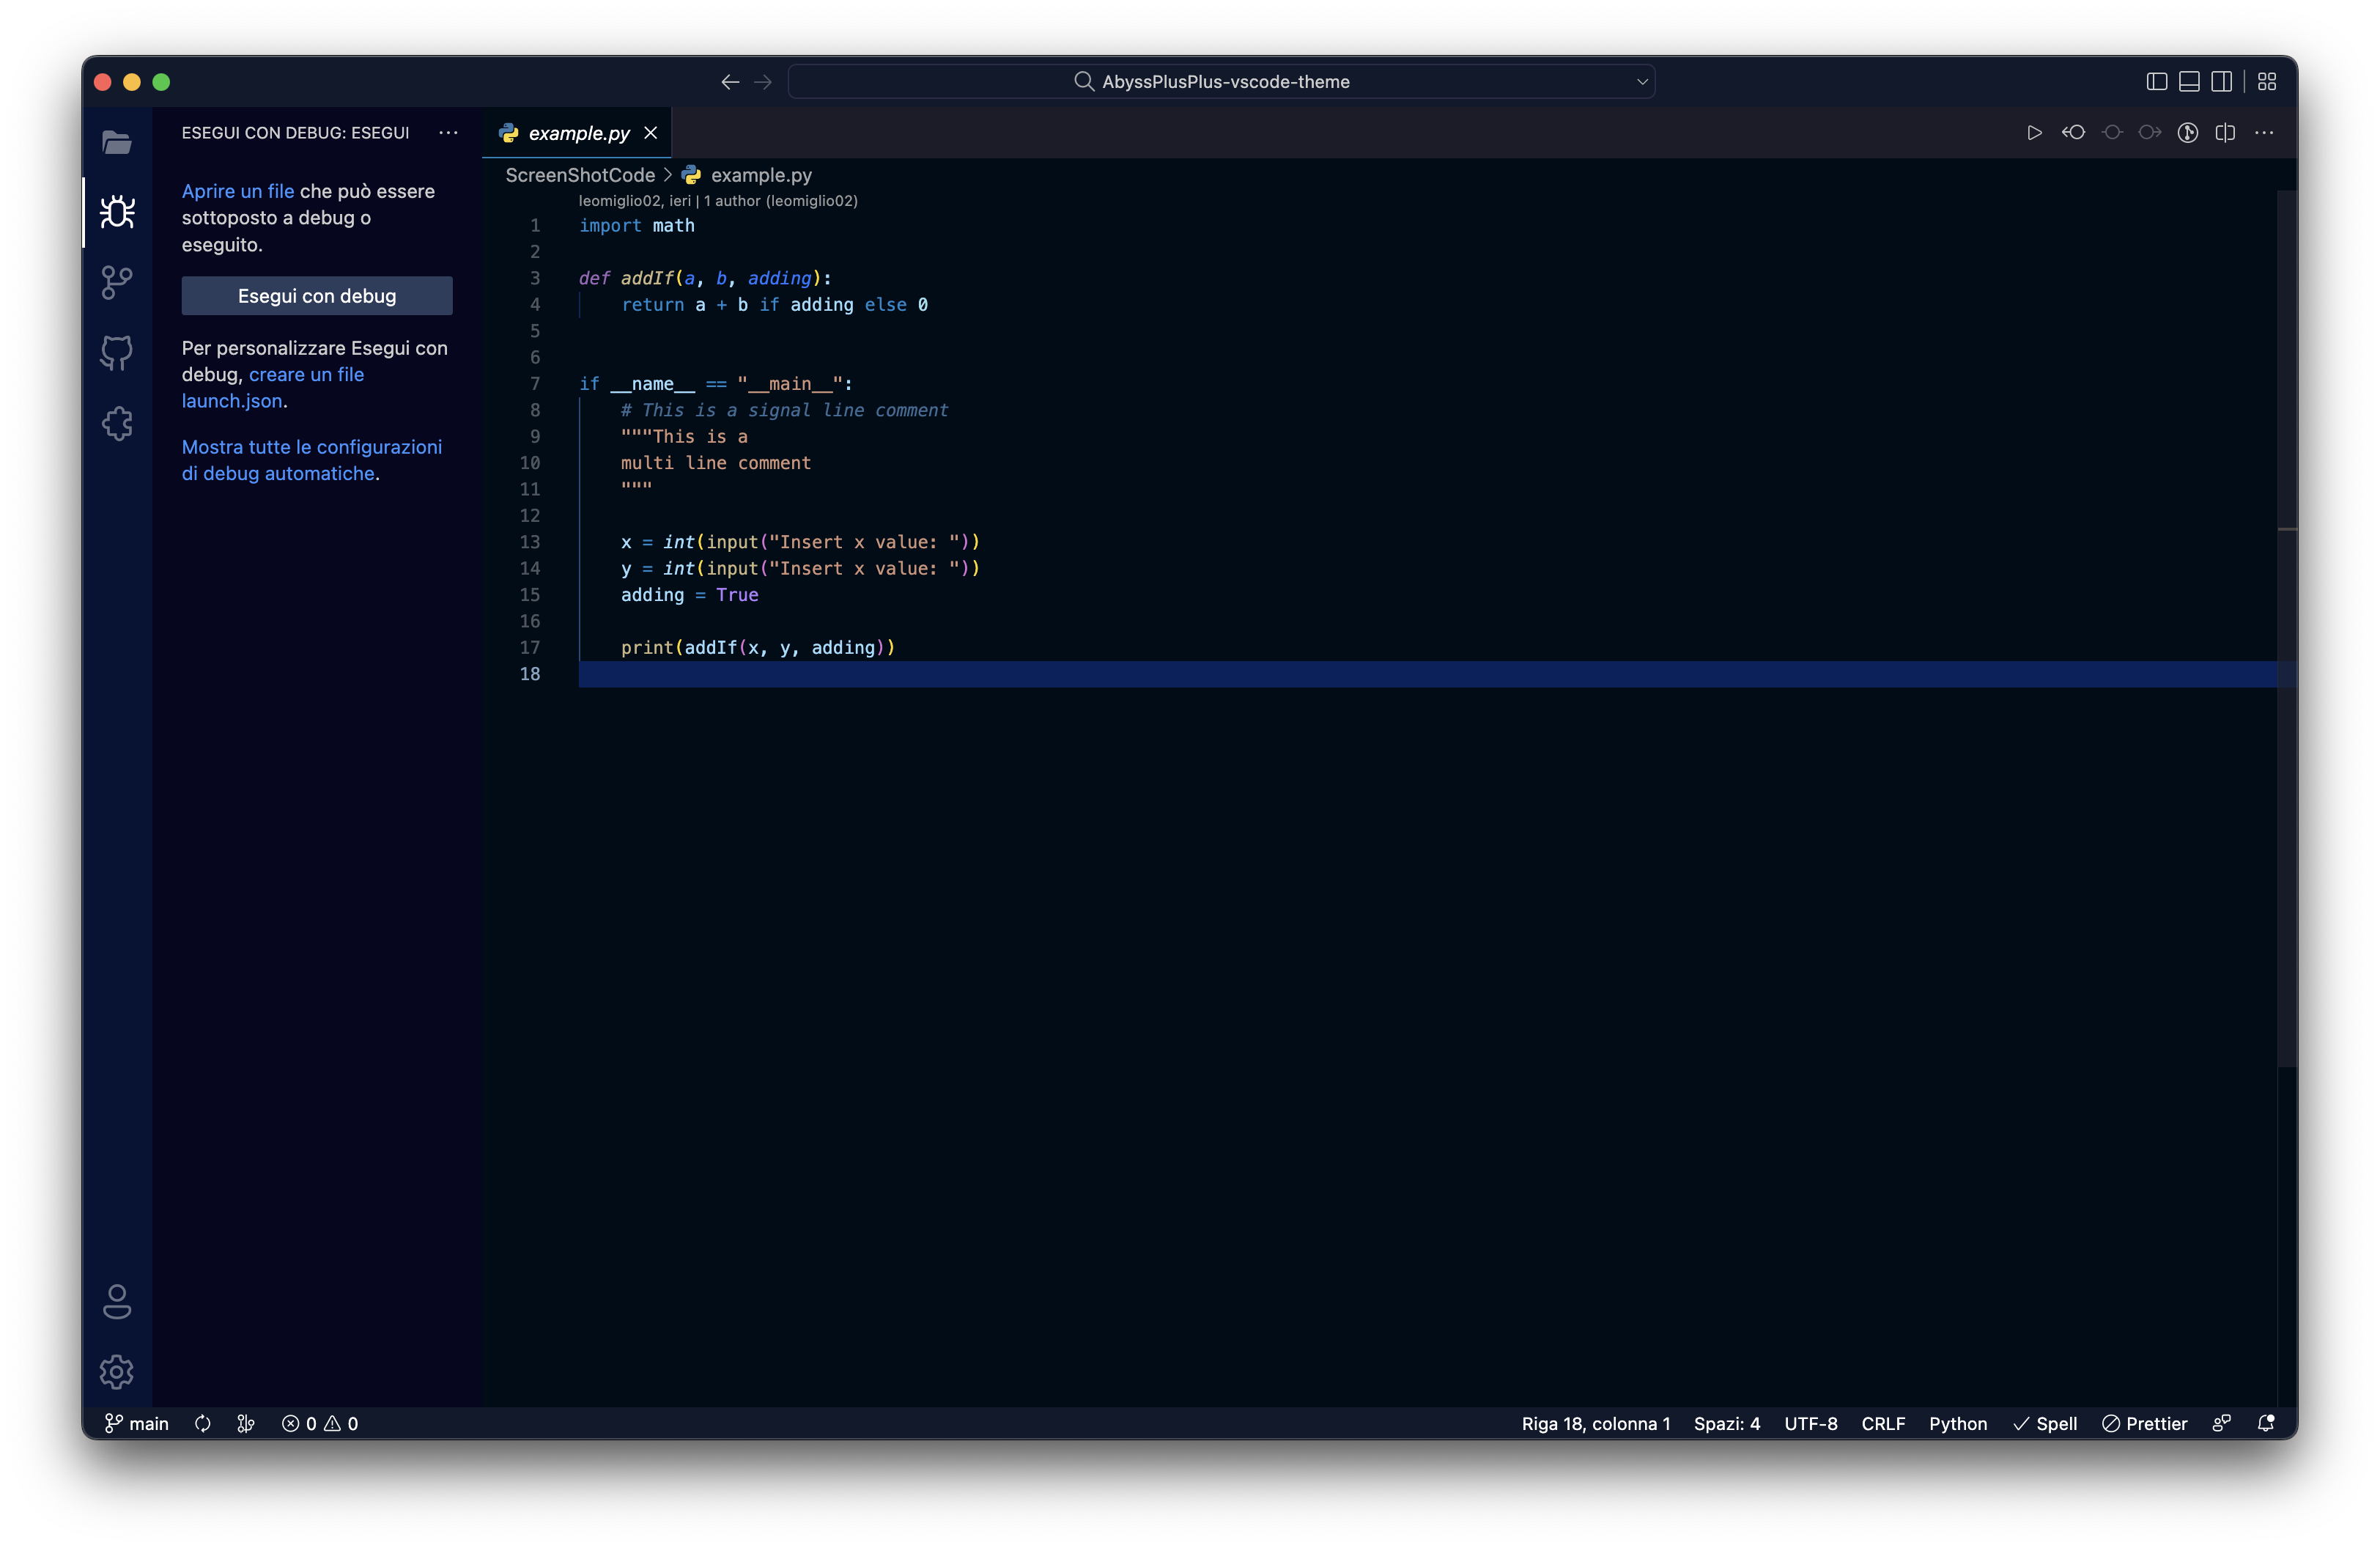 AbyssPlusPlus-vscode-theme
ESEGUI CON DEBUG: ESEGUI
Aprire un file che può essere
sottoposto a debug o
eseguito.
Esegui con debug
Per personalizzare Esegui con
debug, creare un file
launch.json.
Mostra tutte le configurazioni
di debug automatiche.
example.py
ScreenShotCode > example.py
leomiglio02, ieri | 1 author (leomiglio02)
1 import math
2
3 def addIf(a, b, adding):
4     return a + b if adding else 0
5
6
7 if __name__ == "__main__":
8     # This is a signal line comment
9     """This is a
10     multi line comment
11     """
12
13     x = int(input("Insert x value: "))
14     y = int(input("Insert x value: "))
15     adding = True
16
17     print(addIf(x, y, adding))
18
main 0 0 Riga 18, colonna 1 Spazi: 4 UTF-8 CRLF Python Spell Prettier